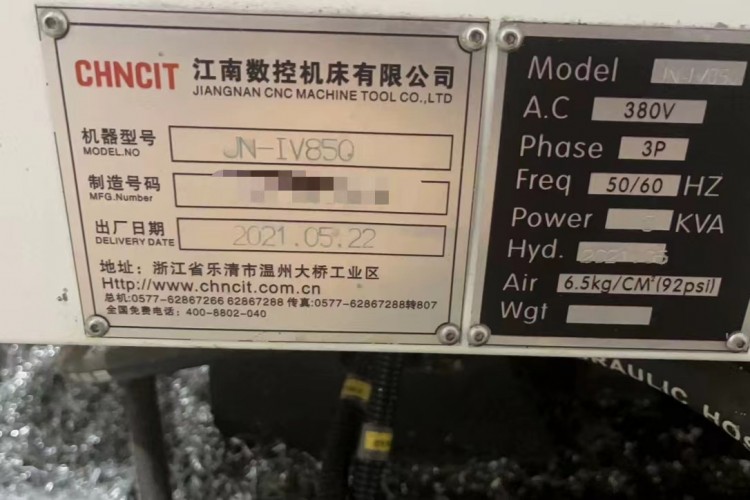 CHNCIT 江南数控机床有限公司
JIANGNAN CNC MACHINE TOOL CO.,LTD
机器型号
MODEL.NO JN-IV850
制造号码
MFG.Number
出厂日期
DELIVERY DATE 2021.05.22
地址:浙江省乐清市温州大桥工业区
Http://www.chncit.com.cn
总机:0577-62867266 62867288 传真:0577-62867288转807
全国免费电话:400-8802-040
Model
A.C 380V
Phase 3P
Freq 50/60 HZ
Power KVA
Hyd.
Air 6.5kg/CM²(92psi)
Wgt
RAULIC HOS